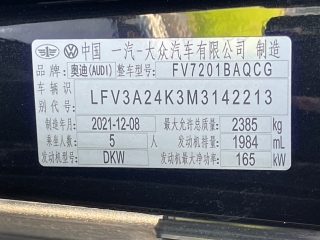 中国 一汽-大众汽车有限公司 制造
品牌:奥迪(AUDI) 整车型号: FV7201BAQCG
车辆识别代号: LFV3A24K3M3142213
制造年月: 2021-12-08 最大允许总质量: 2385 kg
乘坐人数: 5 人 发动机排量: 1984 mL
发动机型号: DKW 发动机最大净功率: 165 kW